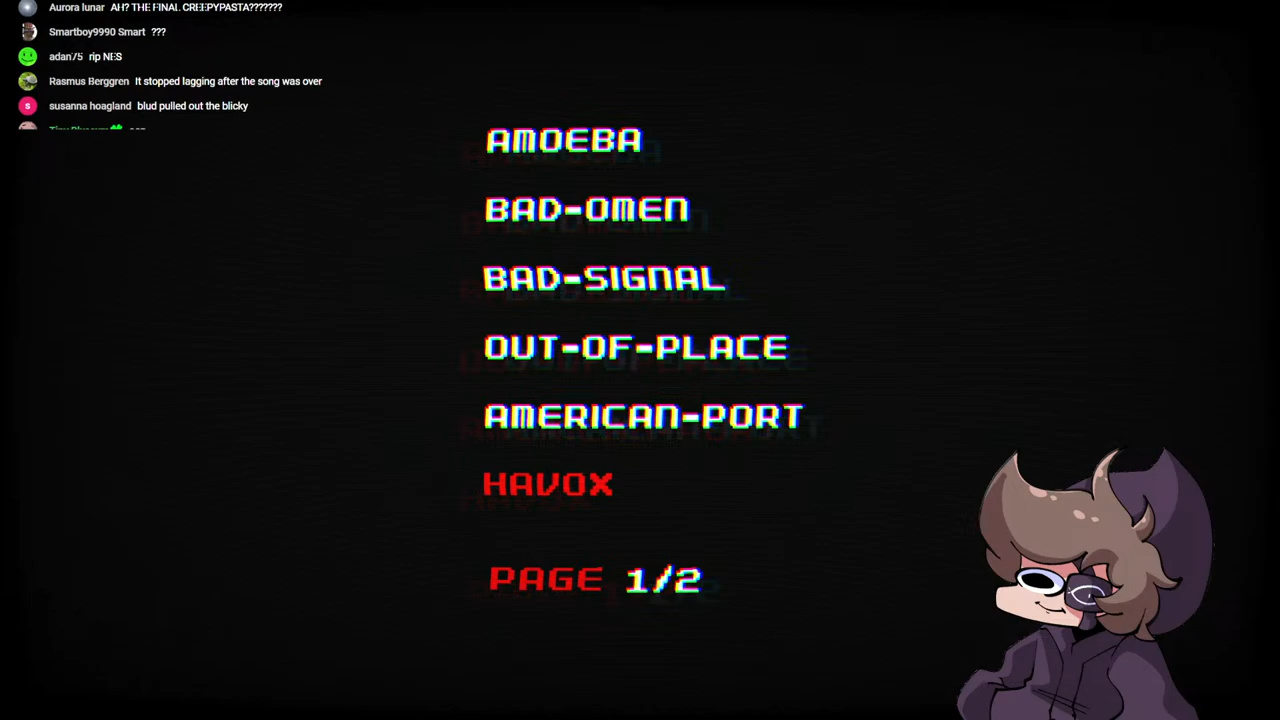 Aurora lunar AH? THE FINAL CREEPYPASTA???????
Smartboy9990 Smart ???
adan75 rip NES
Rasmus Berggren It stopped lagging after the song was over
S susanna hoagland blud pulled out the blicky
AMOEBA
BAD-OMEN
BAD-SIGNAL
OUT-OF-PLACE
AMERICAN-PORT
HAVOX
PAGE 1/2